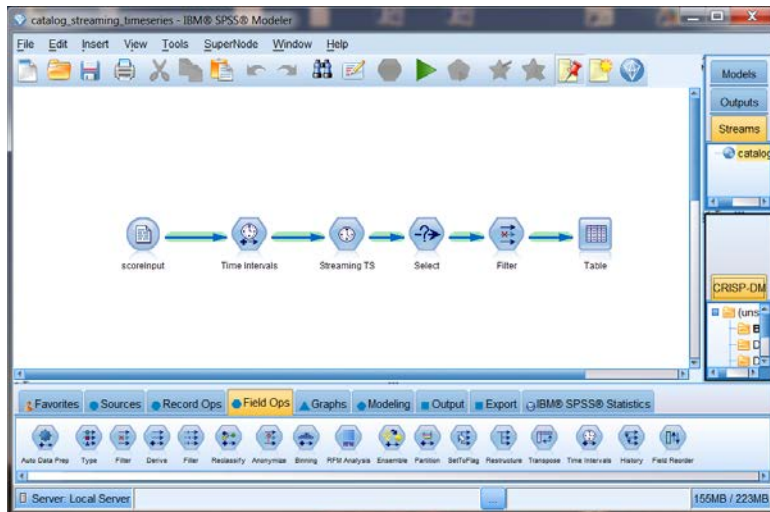 catalog_streaming_timeseries - IBM® SPSS® Modeler
File Edit Insert View Tools SuperNode Window Help
Models
Outputs
Streams
catalog
scoreInput
Time Intervals
Streaming TS
Select
Filter
Table
CRISP-DM
(uns
B
D
D
Favorites Sources Record Ops Field Ops Graphs Modeling Output Export IBM® SPSS® Statistics
Auto Data Prep Type Filter Derive Filler Reclassify Anonymize Binning RFM Analysis Ensemble Partition SetToFlag Restructure Transpose Time Intervals History Field Reorder
Server: Local Server
...
155MB / 223MB